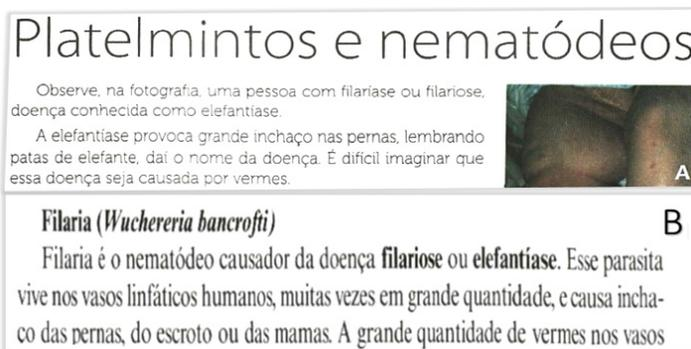 Platelmintos e nematódeos
Observe, na fotografia, uma pessoa com filaríase ou filariose,
doença conhecida como elefantíase.
A elefantíase provoca grande inchaço nas pernas, lembrando
patas de elefante, daí o nome da doença. É difícil imaginar que
essa doença seja causada por vermes.
A
Filaria (Wuchereria bancrofti)
B
Filaria é o nematódeo causador da doença filariose ou elefantíase. Esse parasita
vive nos vasos linfáticos humanos, muitas vezes em grande quantidade, e causa incha-
ço das pernas, do escroto ou das mamas. A grande quantidade de vermes nos vasos